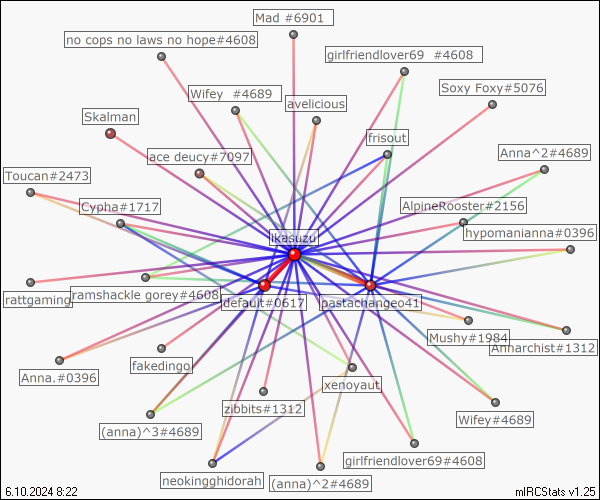 Mad #6901
no cops no laws no hope#4608
girlfriendlover69 #4608
Soxy Foxy#5076
Wifey #4689
avelicious
Skalman
frisout
ace deucy#7097
Anna^2#4689
Toucan#2473
Cypha#1717
AlpineRooster#2156
hypomanianna#0396
ikasuzu
rattgaming
ramshackle gorey#4608
default#0617
pastachangeo41
Mushy#1984
Annarchist#1312
fakedingo
Anna.#0396
xenoyaut
zibbits#1312
Wifey#4689
(anna)^3#4689
girlfriendlover69#4608
neokingghidorah
(anna)^2#4689
6.10.2024 8:22
mIRCStats v1.25